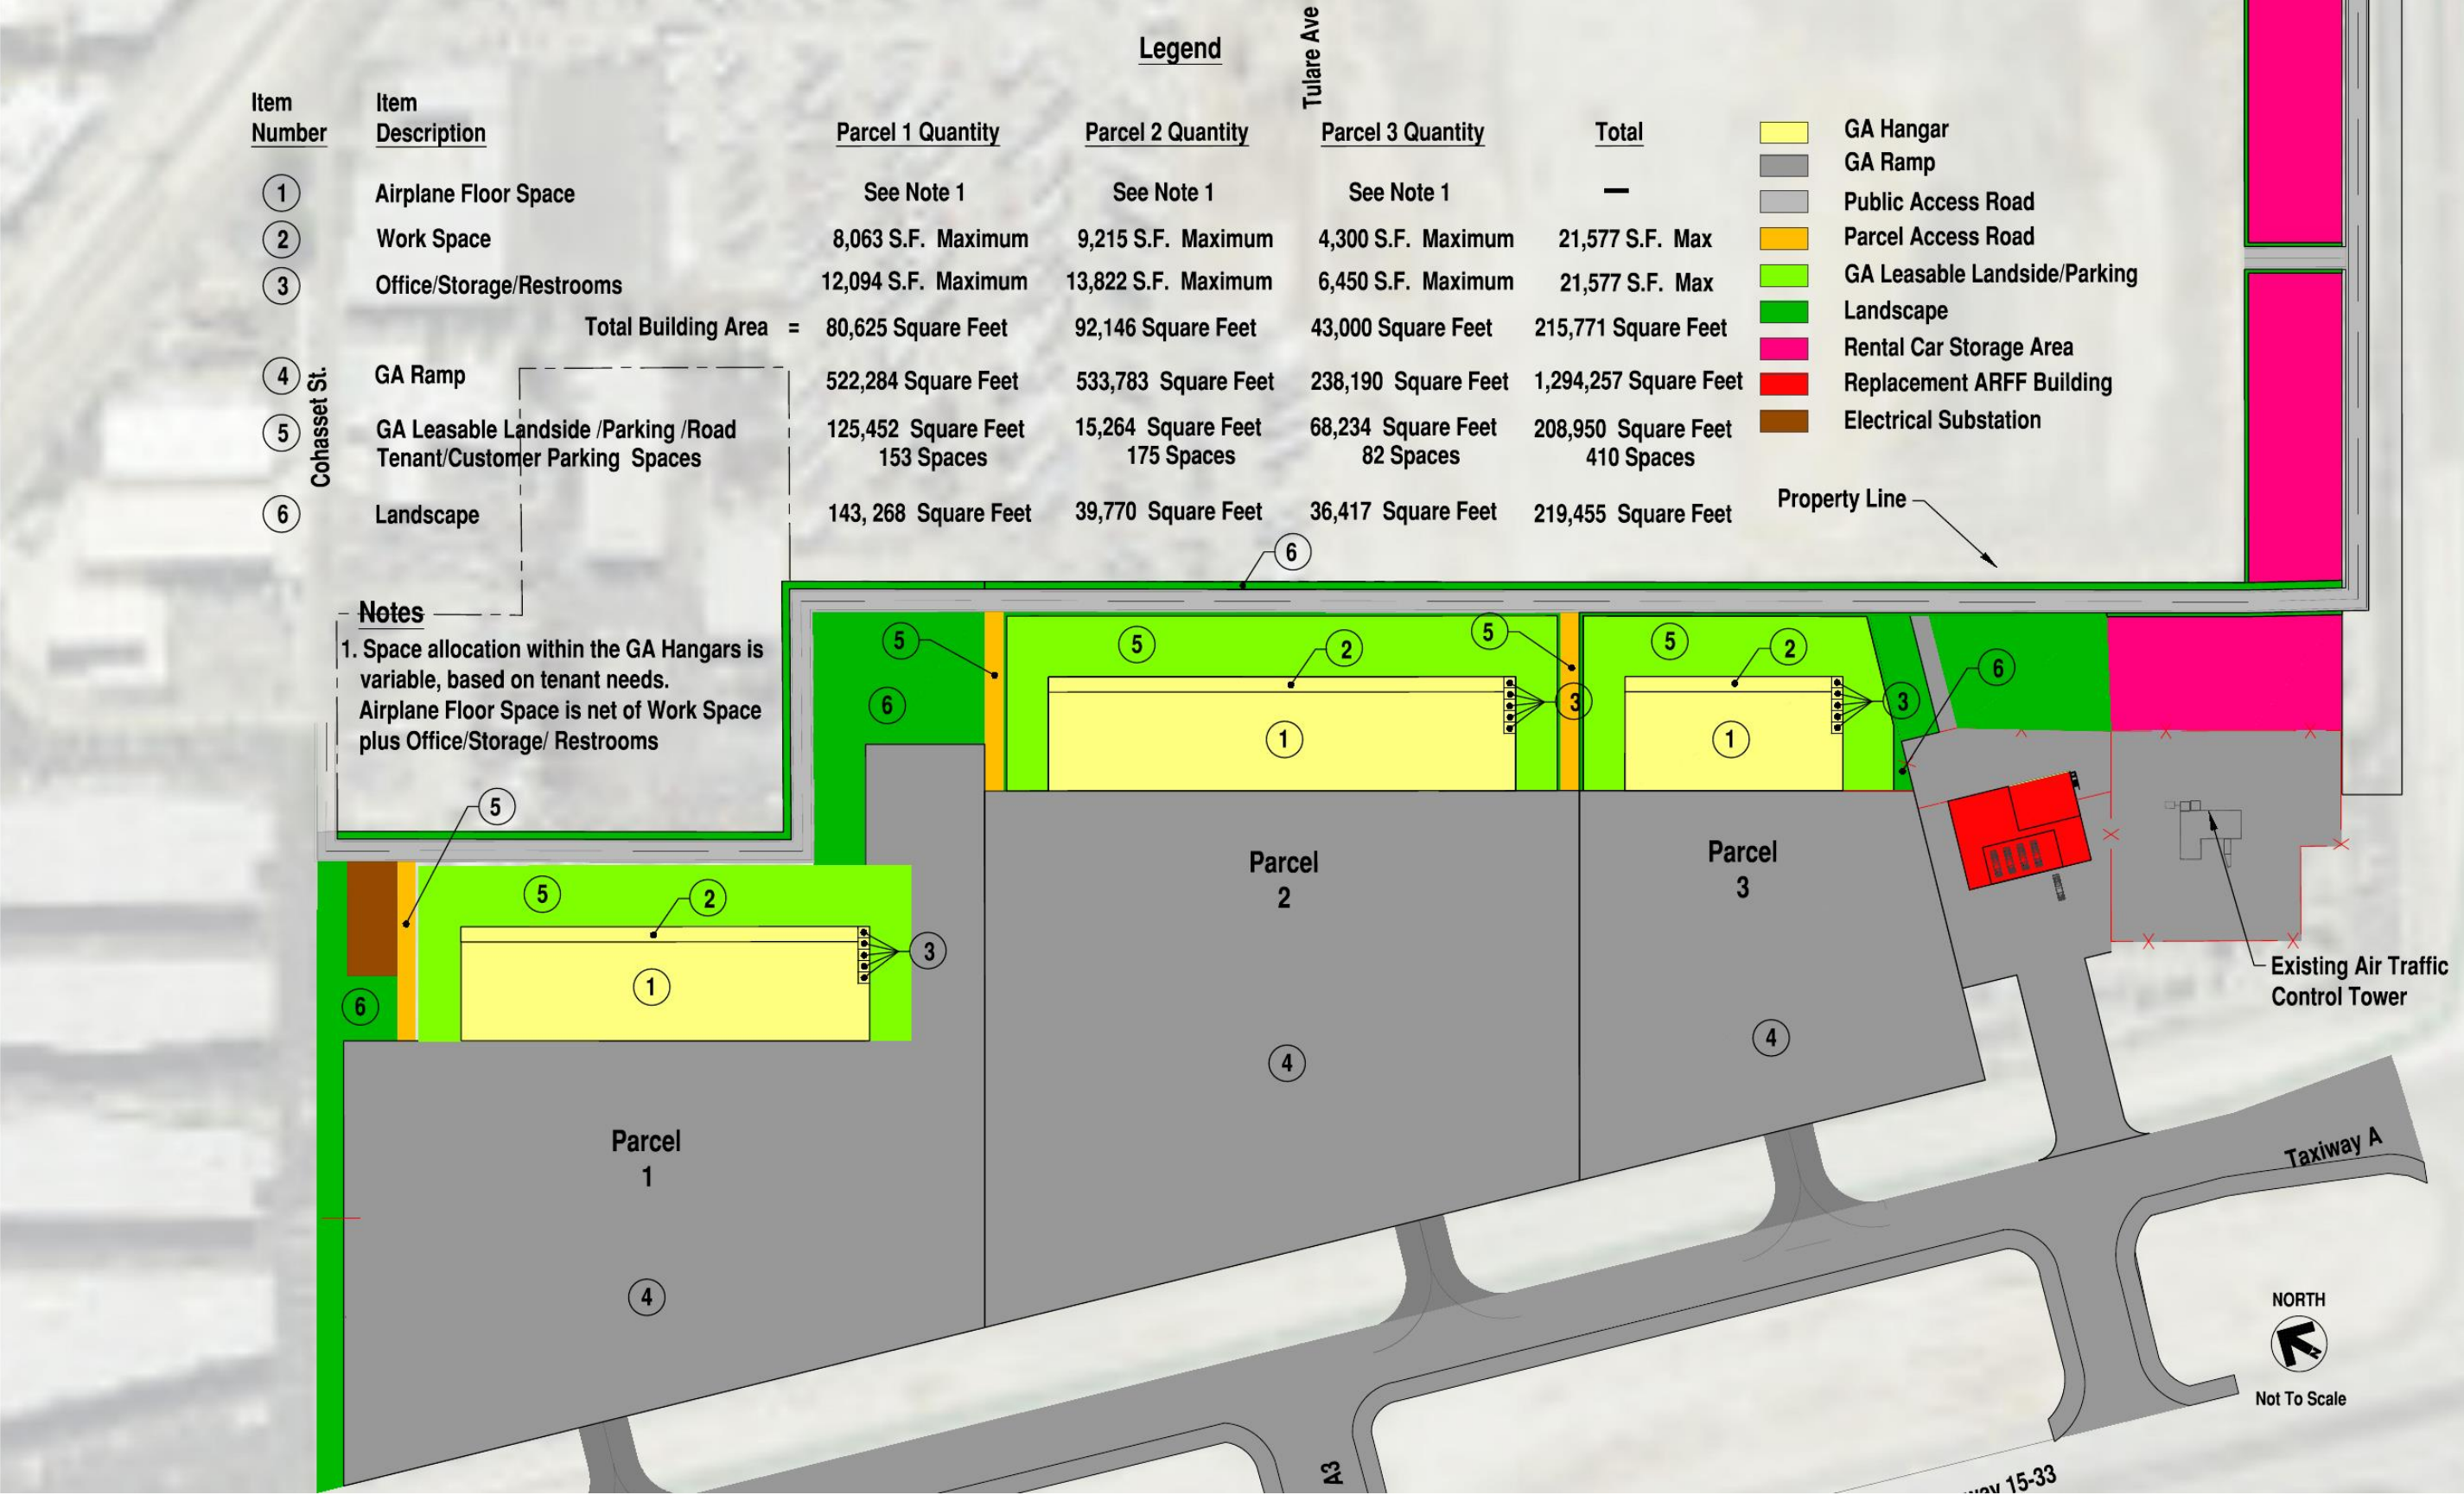 Legend
Tulare Ave
Item Number
Item Description
Parcel 1 Quantity
Parcel 2 Quantity
Parcel 3 Quantity
Total
1 Airplane Floor Space See Note 1 See Note 1 See Note 1 —
2 Work Space 8,063 S.F. Maximum 9,215 S.F. Maximum 4,300 S.F. Maximum 21,577 S.F. Max
3 Office/Storage/Restrooms 12,094 S.F. Maximum 13,822 S.F. Maximum 6,450 S.F. Maximum 21,577 S.F. Max
Total Building Area = 80,625 Square Feet 92,146 Square Feet 43,000 Square Feet 215,771 Square Feet
4 GA Ramp 522,284 Square Feet 533,783 Square Feet 238,190 Square Feet 1,294,257 Square Feet
5 GA Leasable Landside /Parking /Road 125,452 Square Feet 15,264 Square Feet 68,234 Square Feet 208,950 Square Feet
Tenant/Customer Parking Spaces 153 Spaces 175 Spaces 82 Spaces 410 Spaces
6 Landscape 143, 268 Square Feet 39,770 Square Feet 36,417 Square Feet 219,455 Square Feet
Cohasset St.
GA Hangar
GA Ramp
Public Access Road
Parcel Access Road
GA Leasable Landside/Parking
Landscape
Rental Car Storage Area
Replacement ARFF Building
Electrical Substation
Property Line
6
Notes
1. Space allocation within the GA Hangars is
variable, based on tenant needs.
Airplane Floor Space is net of Work Space
plus Office/Storage/ Restrooms
5
6
5
2
5
3
1
5
2
3
1
6
5
5
2
3
1
6
Parcel
1
4
Parcel
2
4
Parcel
3
4
Existing Air Traffic
Control Tower
Taxiway A
A3
NORTH
N
Not To Scale
15-33